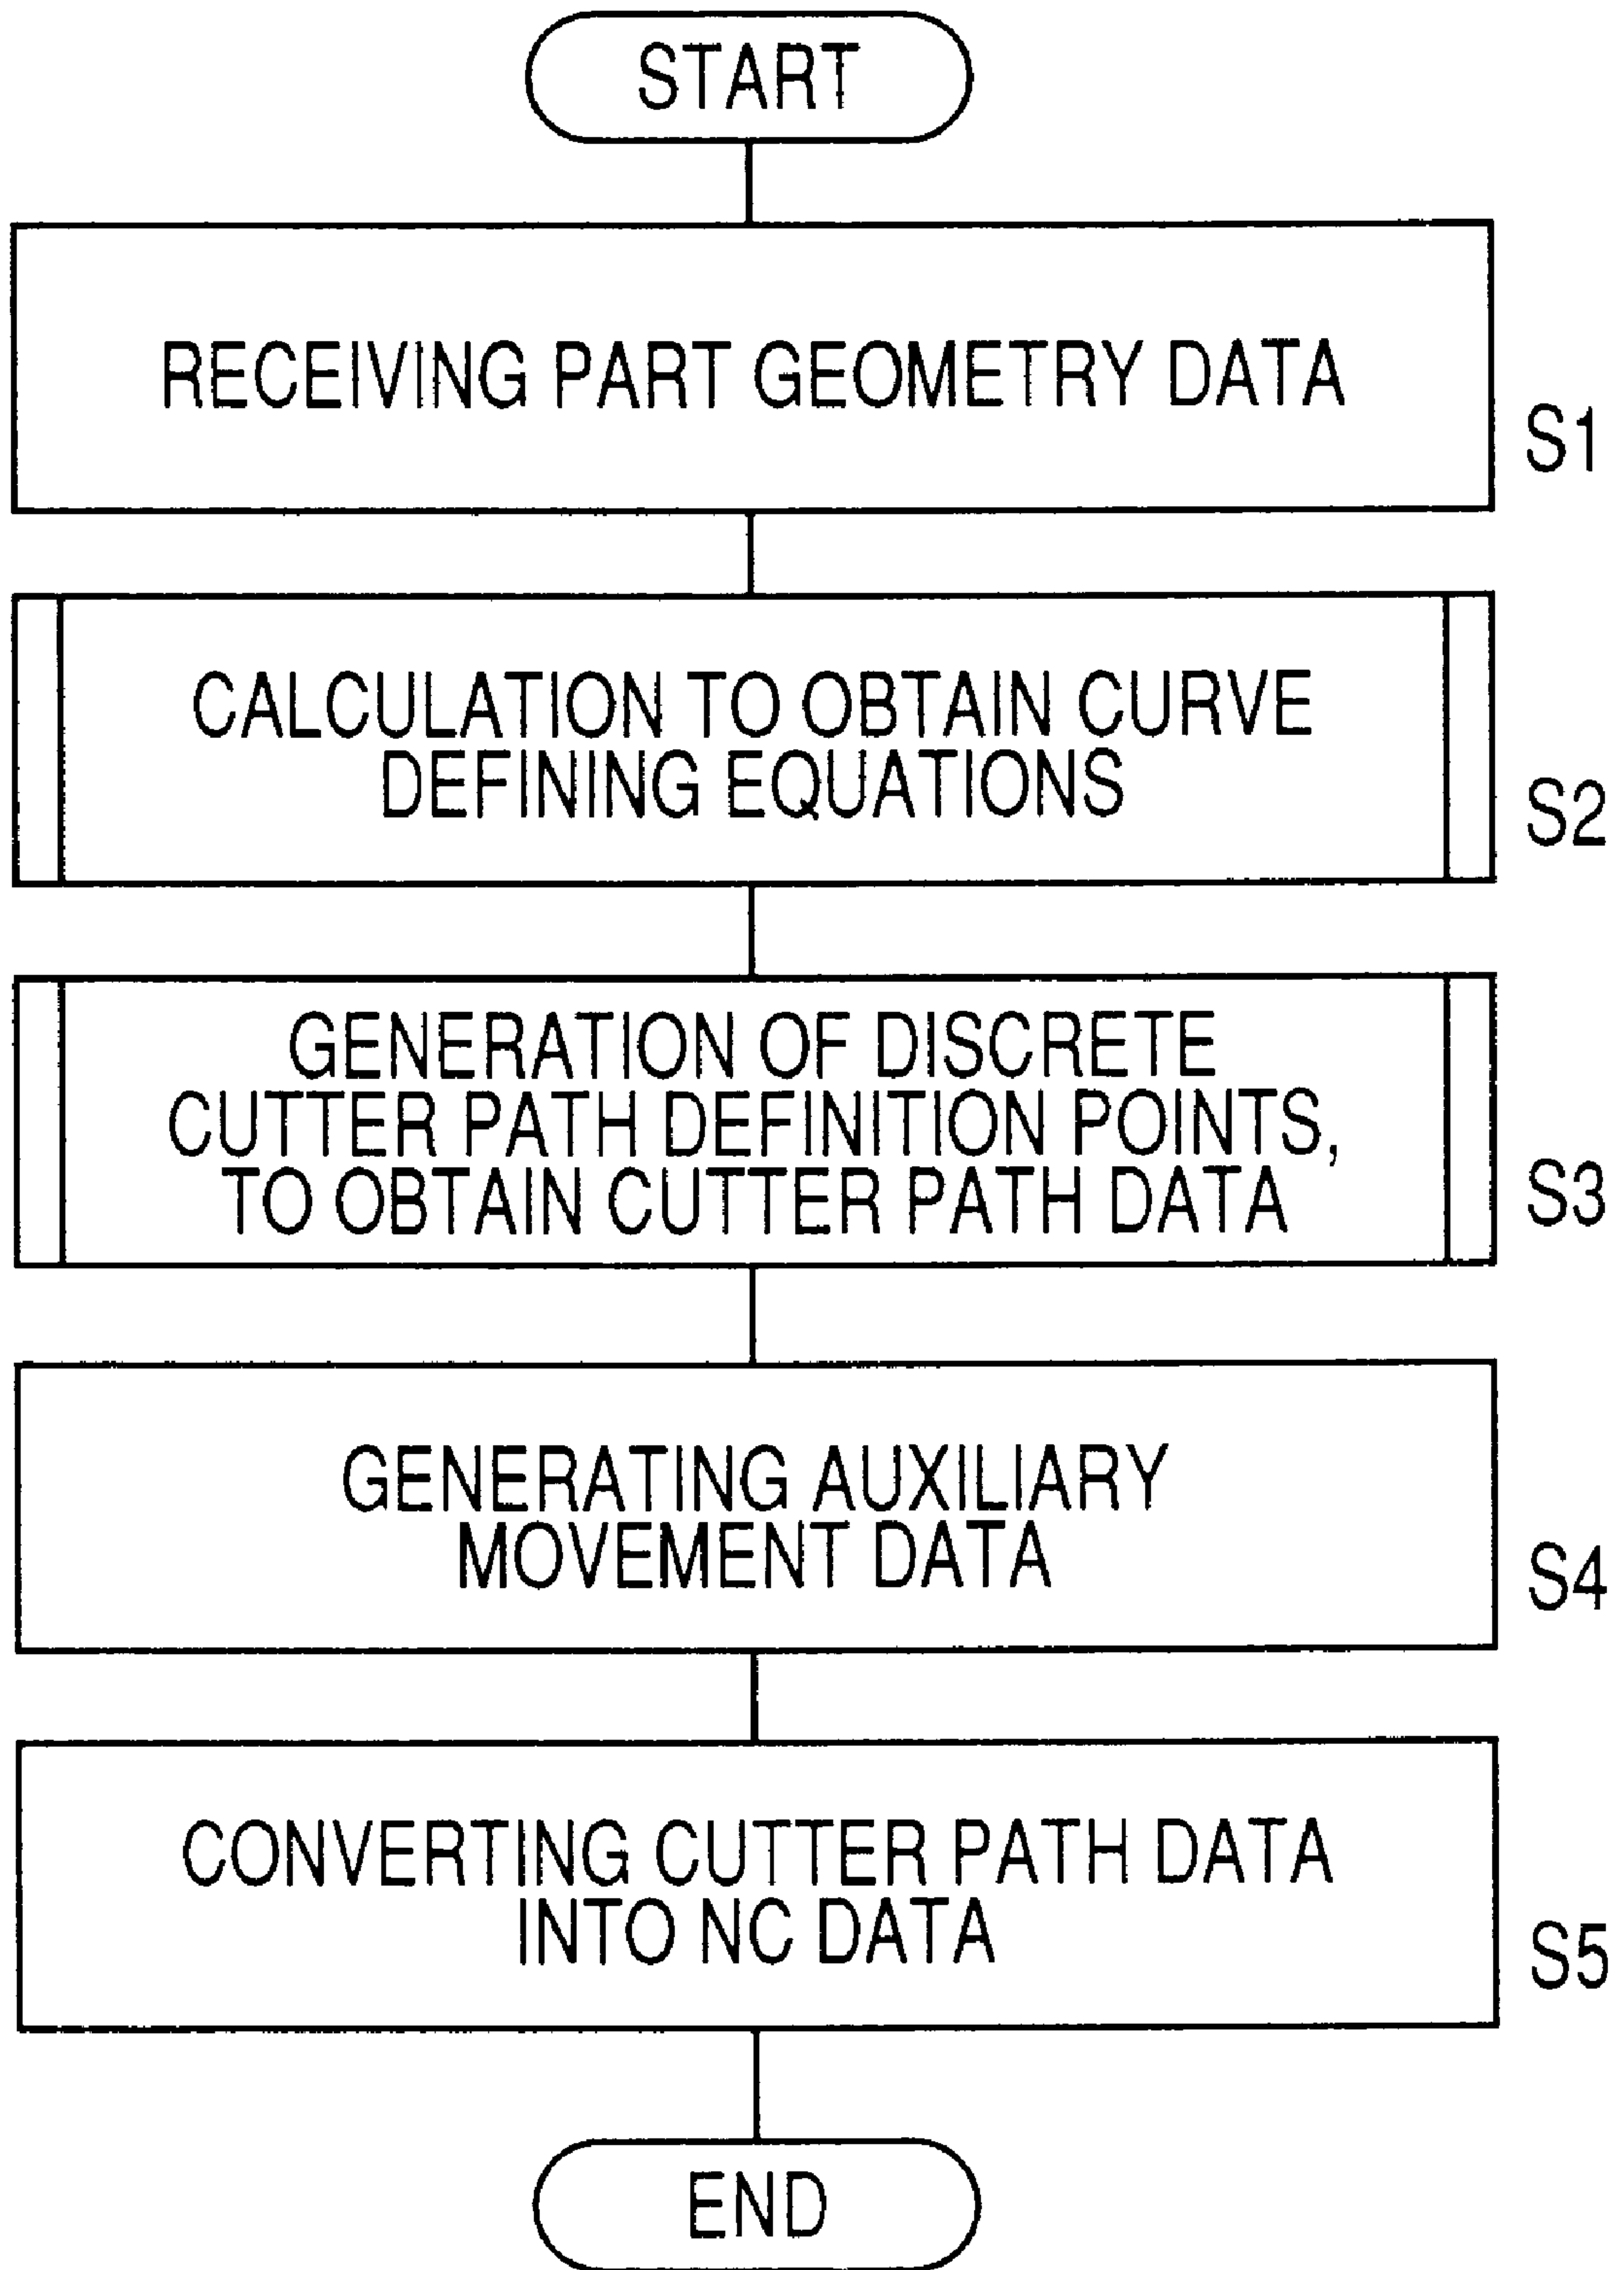 START
RECEIVING PART GEOMETRY DATA
S1
CALCULATION TO OBTAIN CURVE
DEFINING EQUATIONS
S2
GENERATION OF DISCRETE
CUTTER PATH DEFINITION POINTS,
TO OBTAIN CUTTER PATH DATA
S3
GENERATING AUXILIARY
MOVEMENT DATA
S4
CONVERTING CUTTER PATH DATA
INTO NC DATA
S5
END